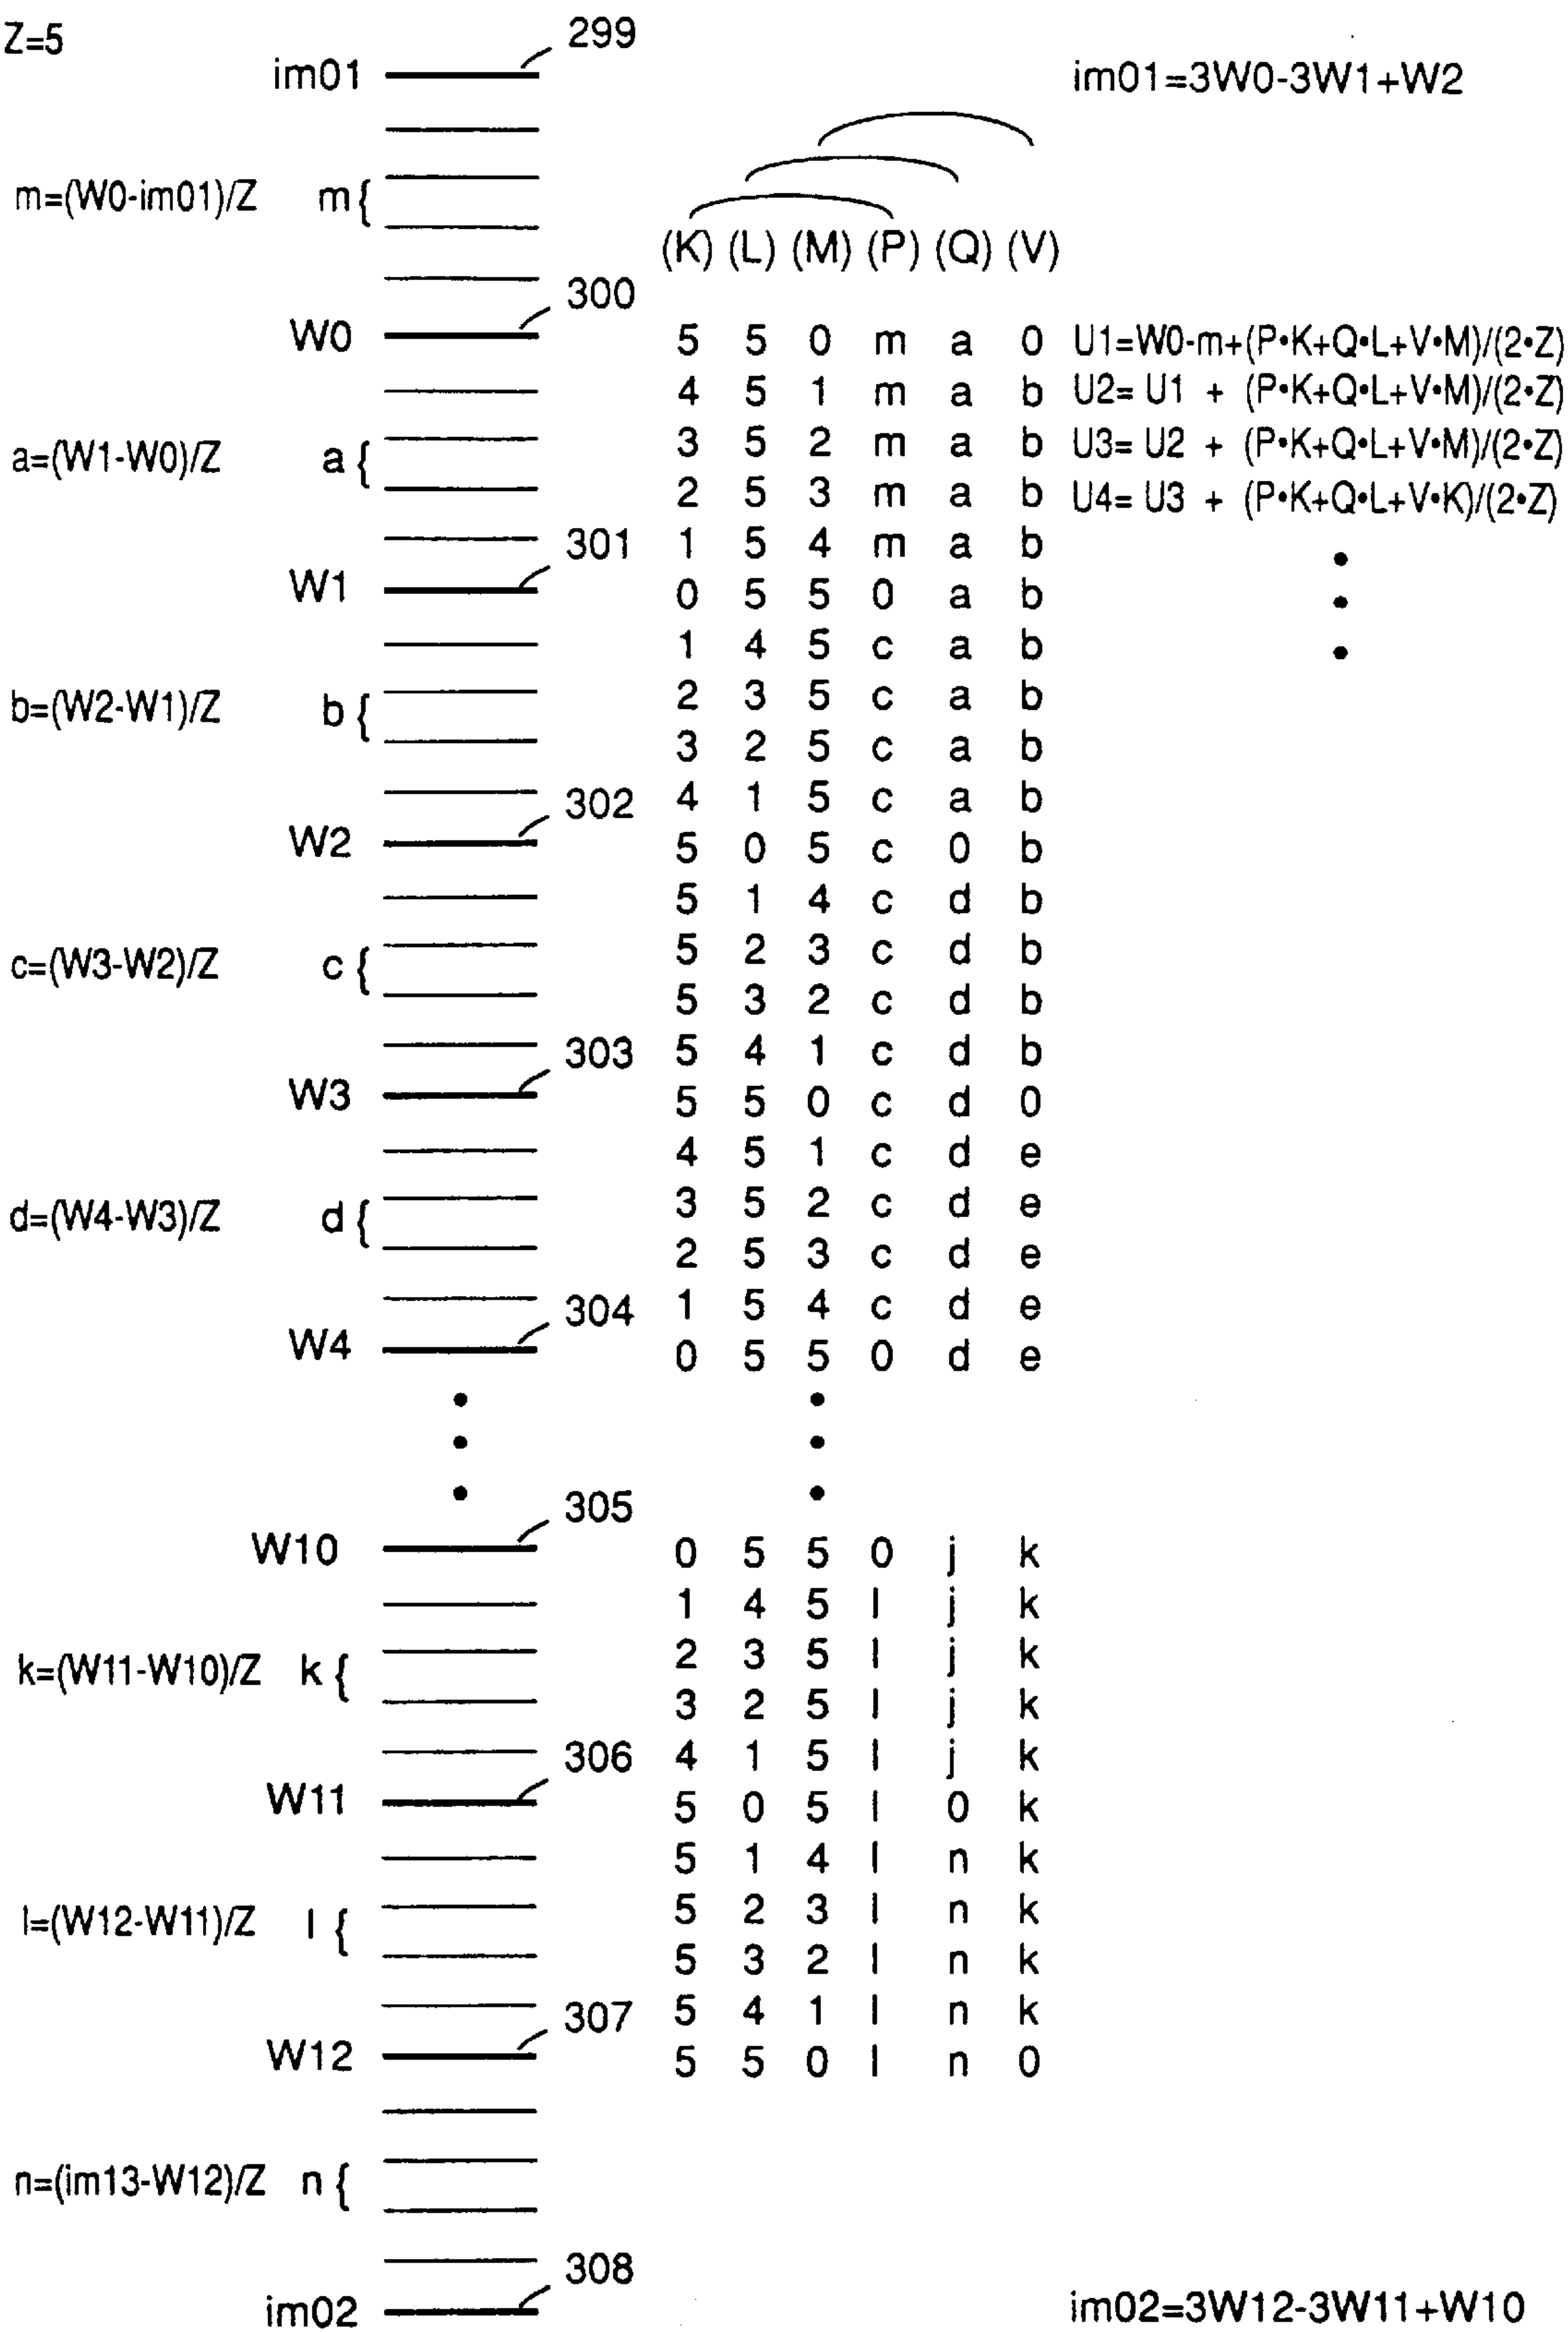 Z=5
299
im01
im01=3W0-3W1+W2
m=(W0-im01)/Z m{
(K) (L) (M) (P) (Q) (V)
300
W0 5 5 0 m a 0 U1=W0-m+(P•K+Q•L+V•M)/(2•Z)
4 5 1 m a b U2= U1 + (P•K+Q•L+V•M)/(2•Z)
a=(W1-W0)/Z a{ 3 5 2 m a b U3= U2 + (P•K+Q•L+V•M)/(2•Z)
2 5 3 m a b U4= U3 + (P•K+Q•L+V•K)/(2•Z)
301 1 5 4 m a b
W1 0 5 5 0 a b
1 4 5 c a b
b=(W2-W1)/Z b{ 2 3 5 c a b
3 2 5 c a b
302 4 1 5 c a b
W2 5 0 5 c 0 b
5 1 4 c d b
c=(W3-W2)/Z c{ 5 2 3 c d b
5 3 2 c d b
303 5 4 1 c d b
W3 5 5 0 c d 0
4 5 1 c d e
d=(W4-W3)/Z d{ 3 5 2 c d e
2 5 3 c d e
304 1 5 4 c d e
W4 0 5 5 0 d e
305
W10 0 5 5 0 j k
1 4 5 l j k
k=(W11-W10)/Z k{ 2 3 5 l j k
3 2 5 l j k
306 4 1 5 l j k
W11 5 0 5 l 0 k
5 1 4 l n k
l=(W12-W11)/Z l{ 5 2 3 l n k
5 3 2 l n k
307 5 4 1 l n k
W12 5 5 0 l n 0
n=(im13-W12)/Z n{
308
im02
im02=3W12-3W11+W10